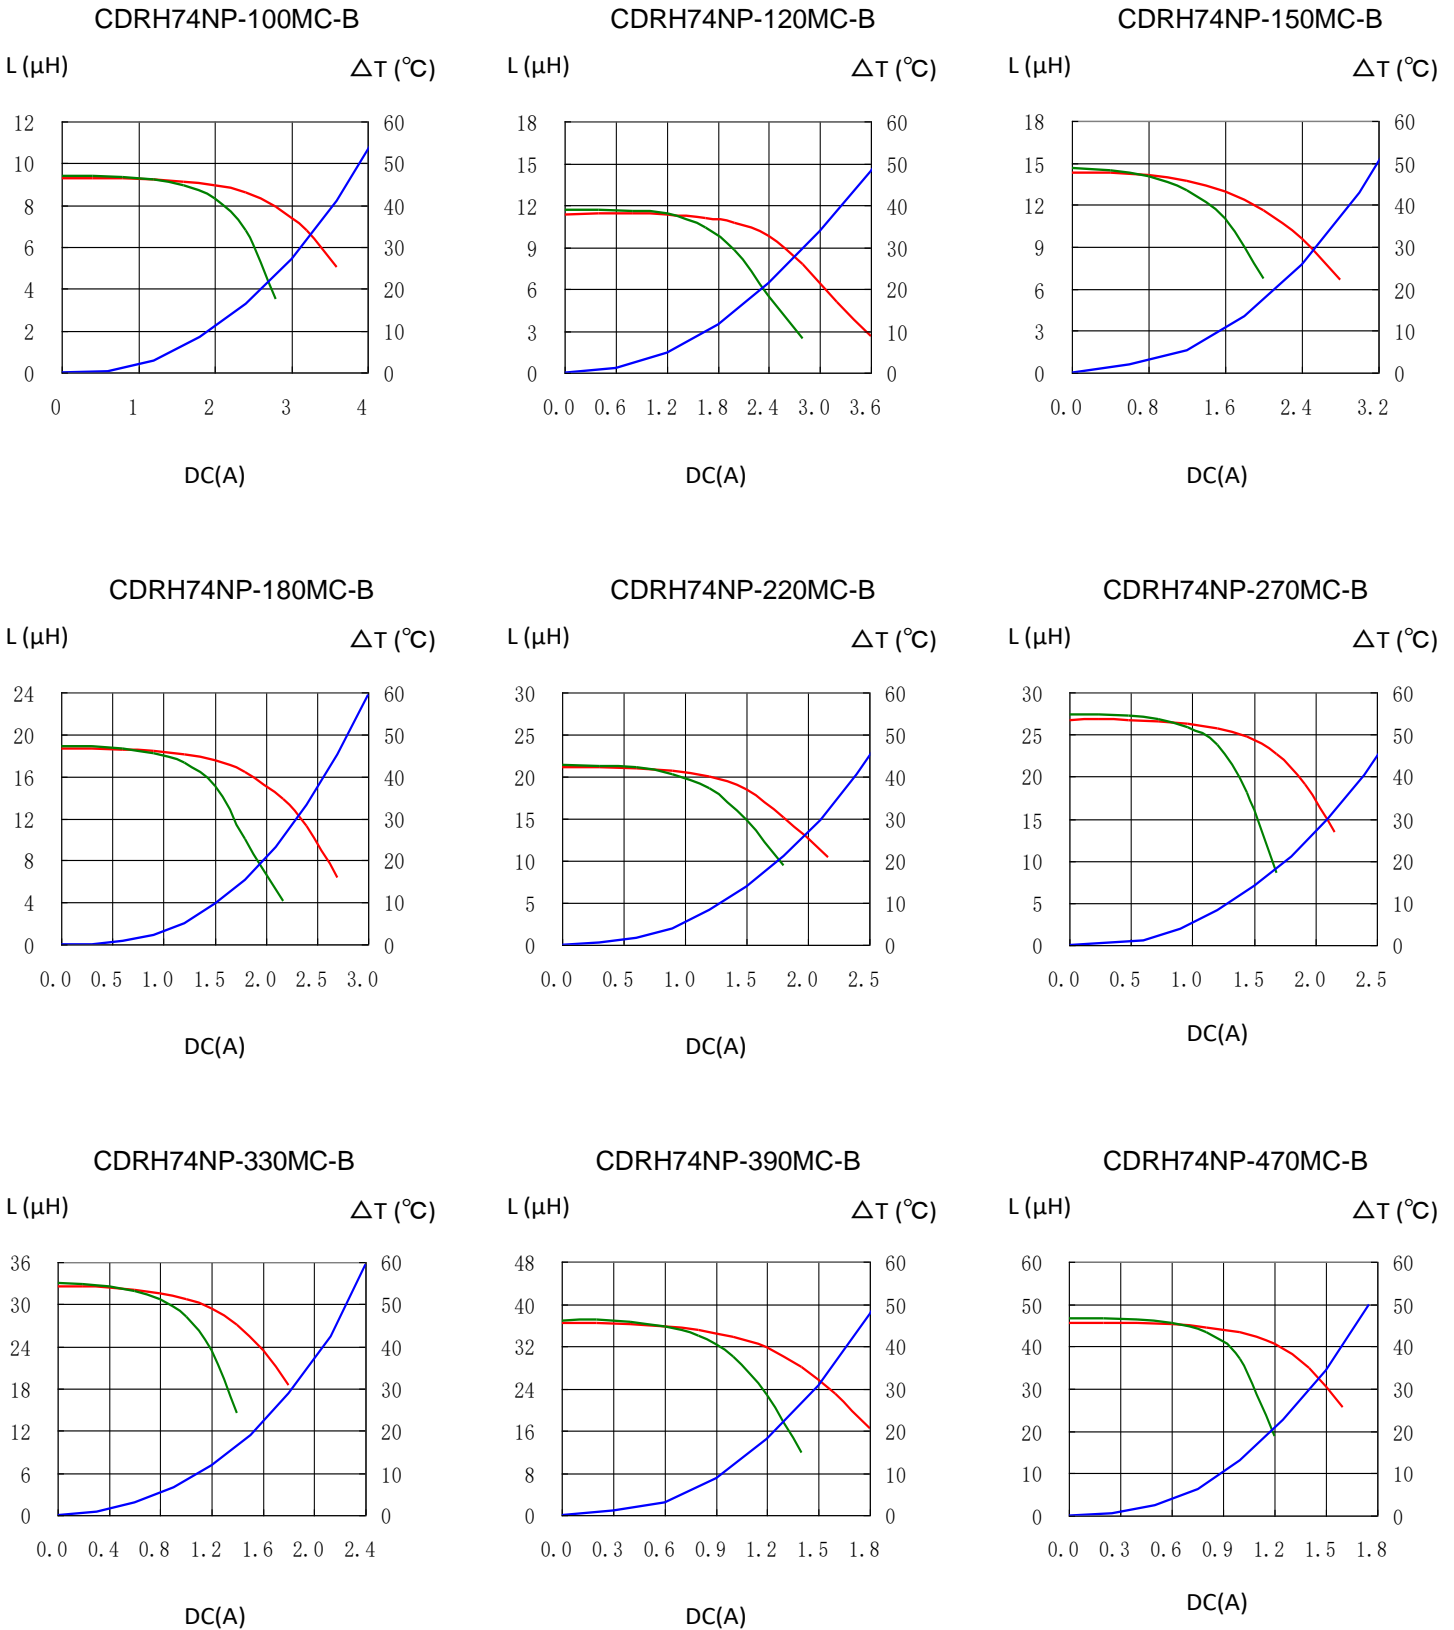 CDRH74NP-100MC-B CDRH74NP-120MC-B CDRH74NP-150MC-B
L (μH) △T (℃) L (μH) △T (℃) L (μH) △T (℃)
12 60 18 60 18 60
10 50 15 50 15 50
8 40 12 40 12 40
6 30 9 30 9 30
4 20 6 20 6 20
2 10 3 10 3 10
0 0 0 0 0 0
0 1 2 3 4 0.0 0.6 1.2 1.8 2.4 3.0 3.6 0.0 0.8 1.6 2.4 3.2
DC(A) DC(A) DC(A)
CDRH74NP-180MC-B CDRH74NP-220MC-B CDRH74NP-270MC-B
L (μH) △T (℃) L (μH) △T (℃) L (μH) △T (℃)
24 60 30 60 30 60
20 50 25 50 25 50
16 40 20 40 20 40
12 30 15 30 15 30
8 20 10 20 10 20
4 10 5 10 5 10
0 0 0 0 0 0
0.0 0.5 1.0 1.5 2.0 2.5 3.0 0.0 0.5 1.0 1.5 2.0 2.5 0.0 0.5 1.0 1.5 2.0 2.5
DC(A) DC(A) DC(A)
CDRH74NP-330MC-B CDRH74NP-390MC-B CDRH74NP-470MC-B
L (μH) △T (℃) L (μH) △T (℃) L (μH) △T (℃)
36 60 48 60 60 60
30 50 40 50 50 50
24 40 32 40 40 40
18 30 24 30 30 30
12 20 16 20 20 20
6 10 8 10 10 10
0 0 0 0 0 0
0.0 0.4 0.8 1.2 1.6 2.0 2.4 0.0 0.3 0.6 0.9 1.2 1.5 1.8 0.0 0.3 0.6 0.9 1.2 1.5 1.8
DC(A) DC(A) DC(A)